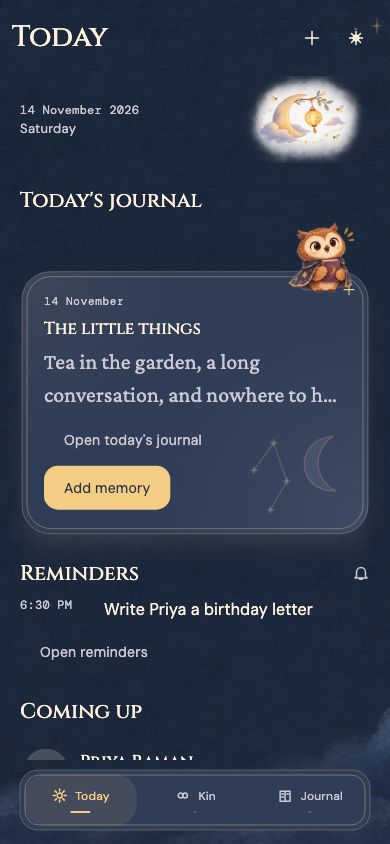 Today
14 November 2026
Saturday
Today's journal
14 November
The little things
Tea in the garden, a long
conversation, and nowhere to h...
Open today's journal
Add memory
Reminders
6:30 PM Write Priya a birthday letter
Open reminders
Coming up
Priya Raman
Today Kin Journal